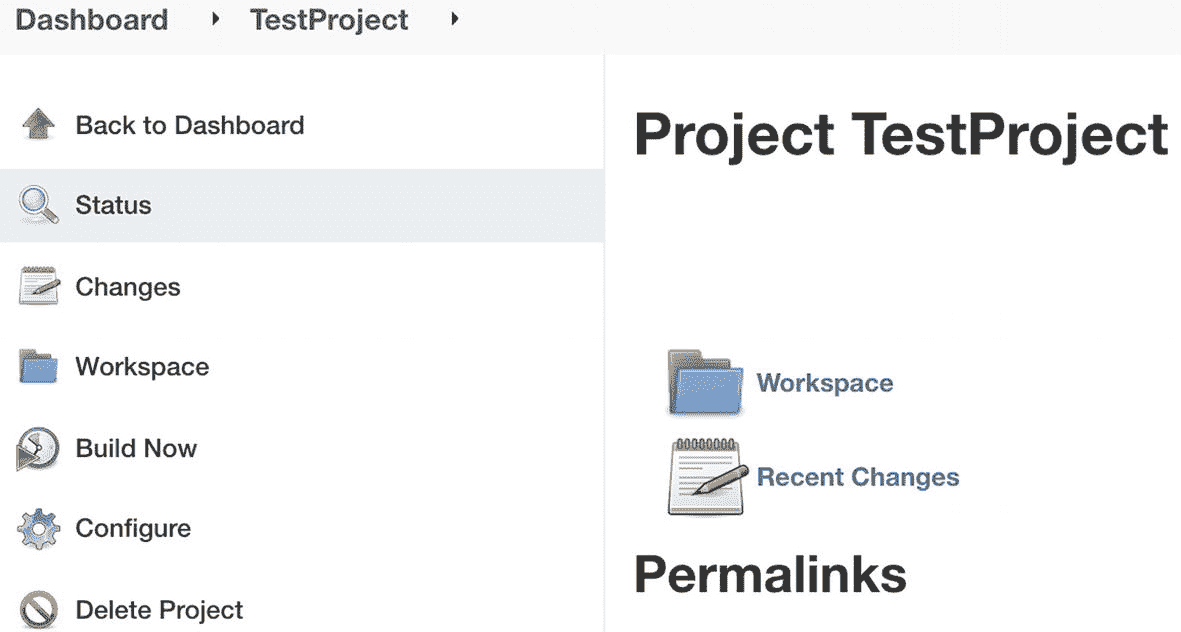 Dashboard TestProject
Back to Dashboard
Status
Changes
Workspace
Build Now
Configure
Delete Project
Project TestProject
Workspace
Recent Changes
Permalinks